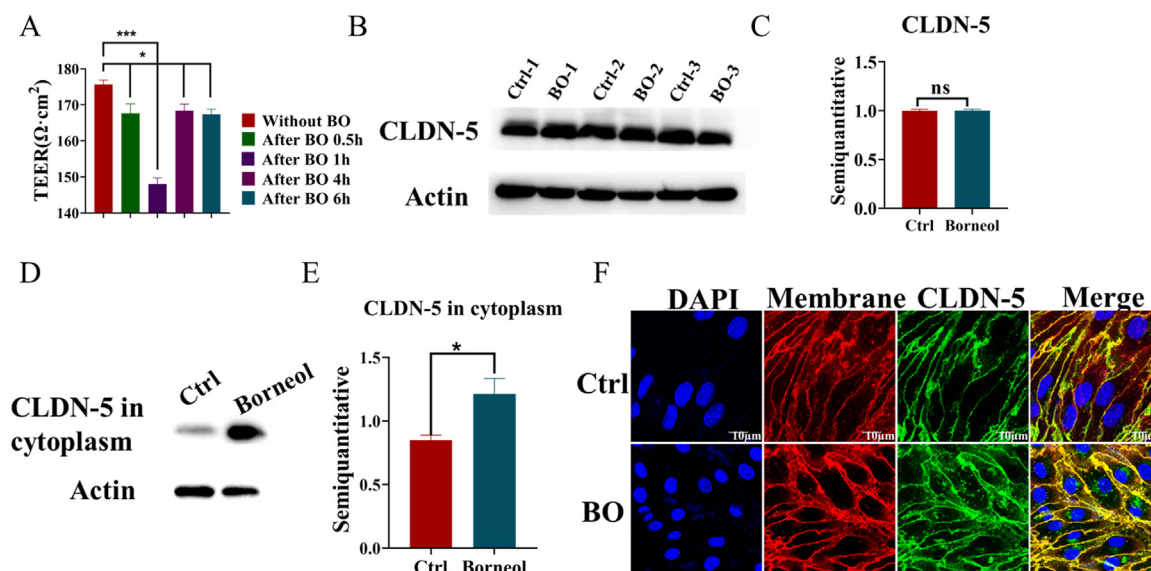 A
***
*
180
170
160
150
140
TEER(Ω·cm²)
Without BO
After BO 0.5h
After BO 1h
After BO 4h
After BO 6h
B
Ctrl-1
BO-1
Ctrl-2
BO-2
Ctrl-3
BO-3
CLDN-5
Actin
C
CLDN-5
Semiquantitative
1.5
1.0
0.5
0.0
ns
Ctrl
Borneol
D
Ctrl
Borneol
CLDN-5 in
cytoplasm
Actin
E
CLDN-5 in cytoplasm
Semiquantitative
1.5
1.0
0.5
0.0
*
Ctrl
Borneol
F
DAPI
Membrane
CLDN-5
Merge
Ctrl
10μm
10μm
10μm
BO